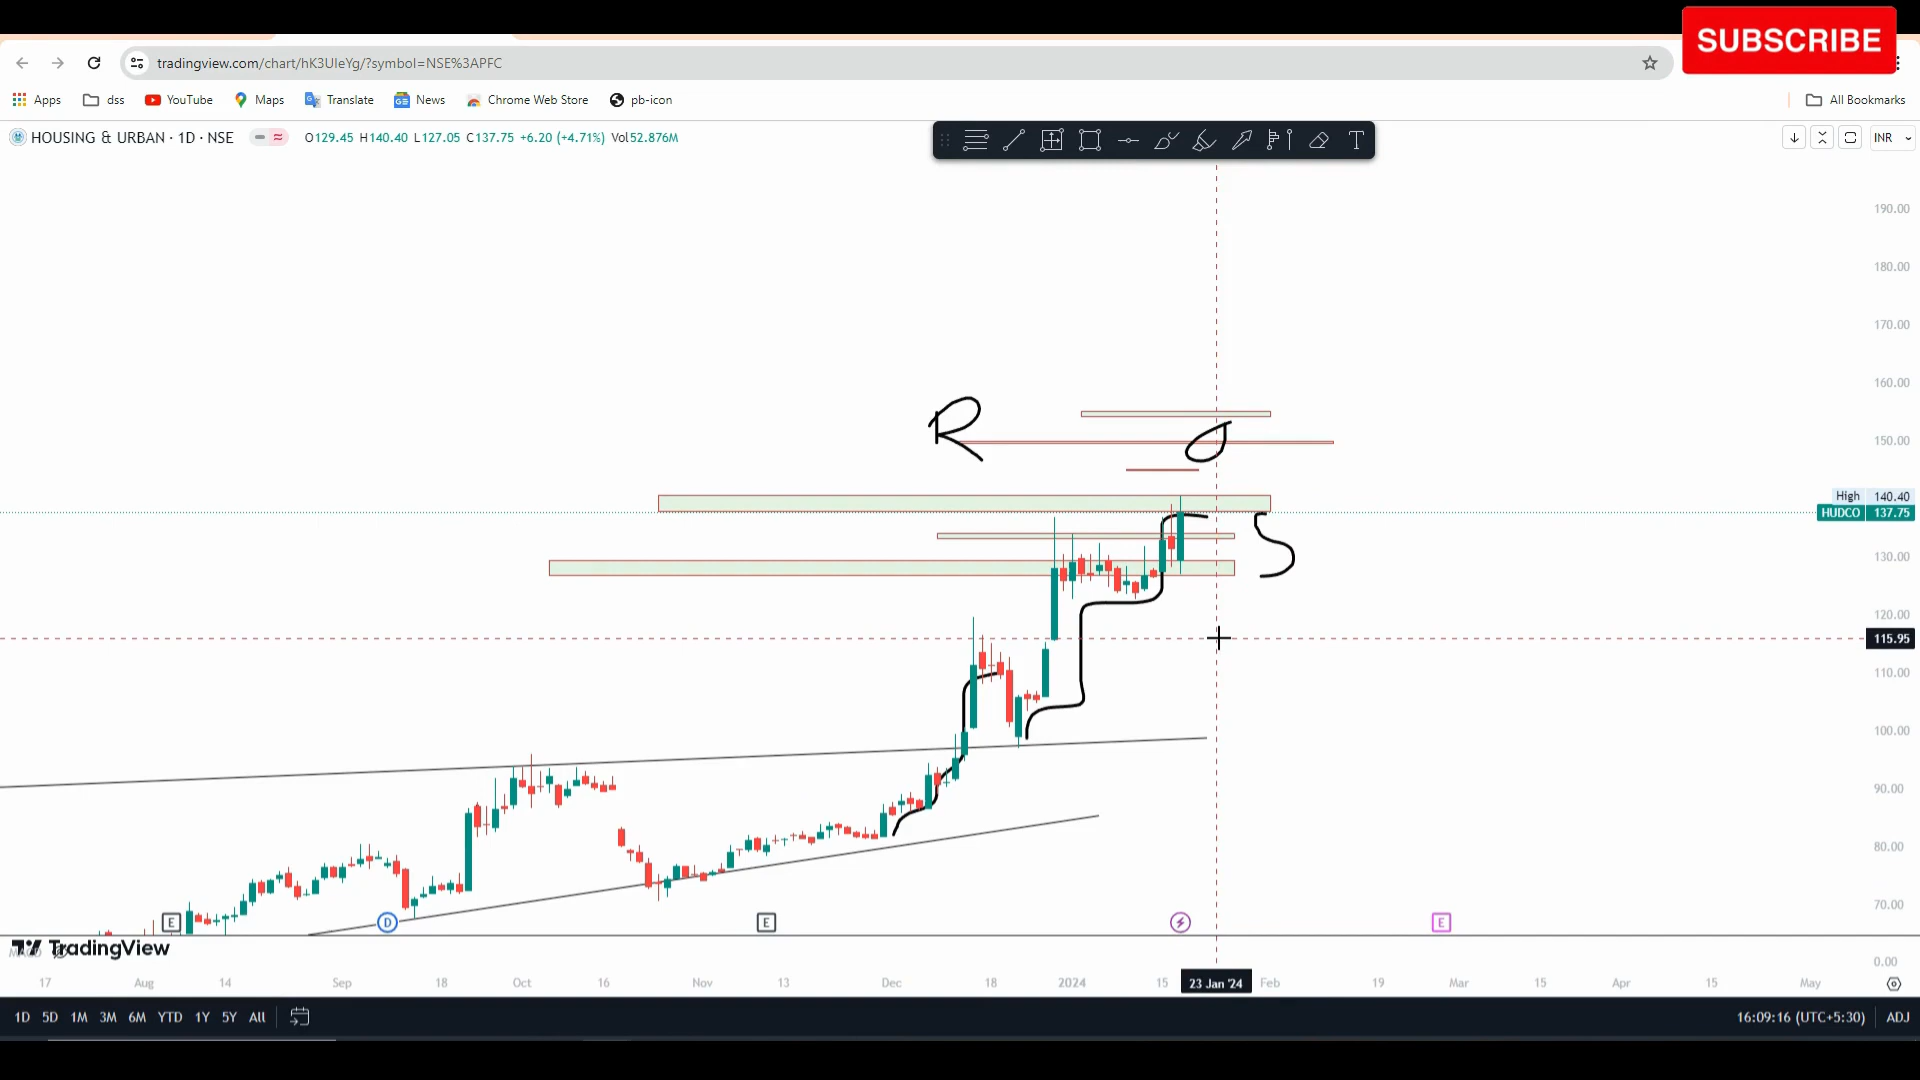 SUBSCRIBE
tradingview.com/chart/hK3UIeYg/?symbol=NSE%3APFC
Apps dss YouTube Maps Translate News Chrome Web Store pb-icon All Bookmarks
HOUSING & URBAN · 1D · NSE O129.45 H140.40 L127.05 C137.75 +6.20 (+4.71%) Vol52.876M T INR
190.00
180.00
170.00
160.00
R
150.00
High 140.40
HUDCO 137.75
S
130.00
120.00
115.95
110.00
100.00
90.00
80.00
70.00
E D E E
TradingView
0.00
17 Aug 14 Sep 18 Oct 16 Nov 13 Dec 18 2024 15 23 Jan '24 Feb 19 Mar 15 Apr 15 May
1D 5D 1M 3M 6M YTD 1Y 5Y All 16:09:16 (UTC+5:30) ADJ